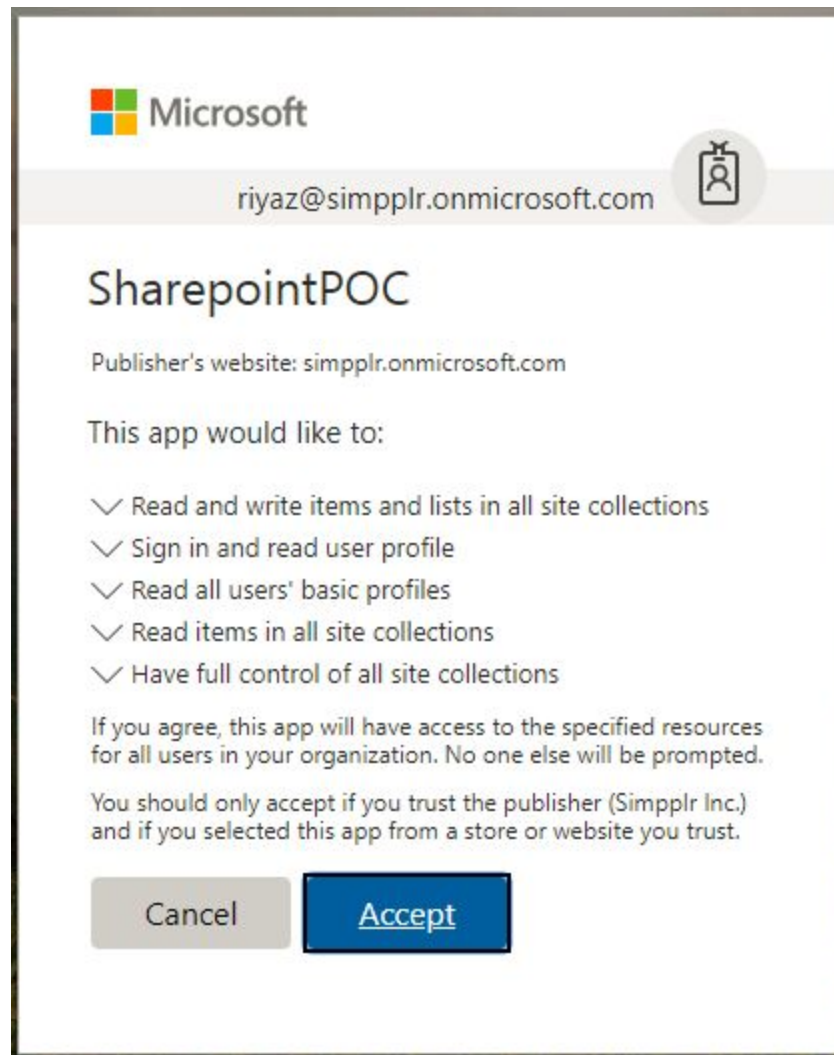 Microsoft
riyaz@simpplr.onmicrosoft.com
SharepointPOC
Publisher's website: simpplr.onmicrosoft.com
This app would like to:
Read and write items and lists in all site collections
Sign in and read user profile
Read all users' basic profiles
Read items in all site collections
Have full control of all site collections
If you agree, this app will have access to the specified resources
for all users in your organization. No one else will be prompted.
You should only accept if you trust the publisher (Simpplr Inc.)
and if you selected this app from a store or website you trust.
Cancel
Accept